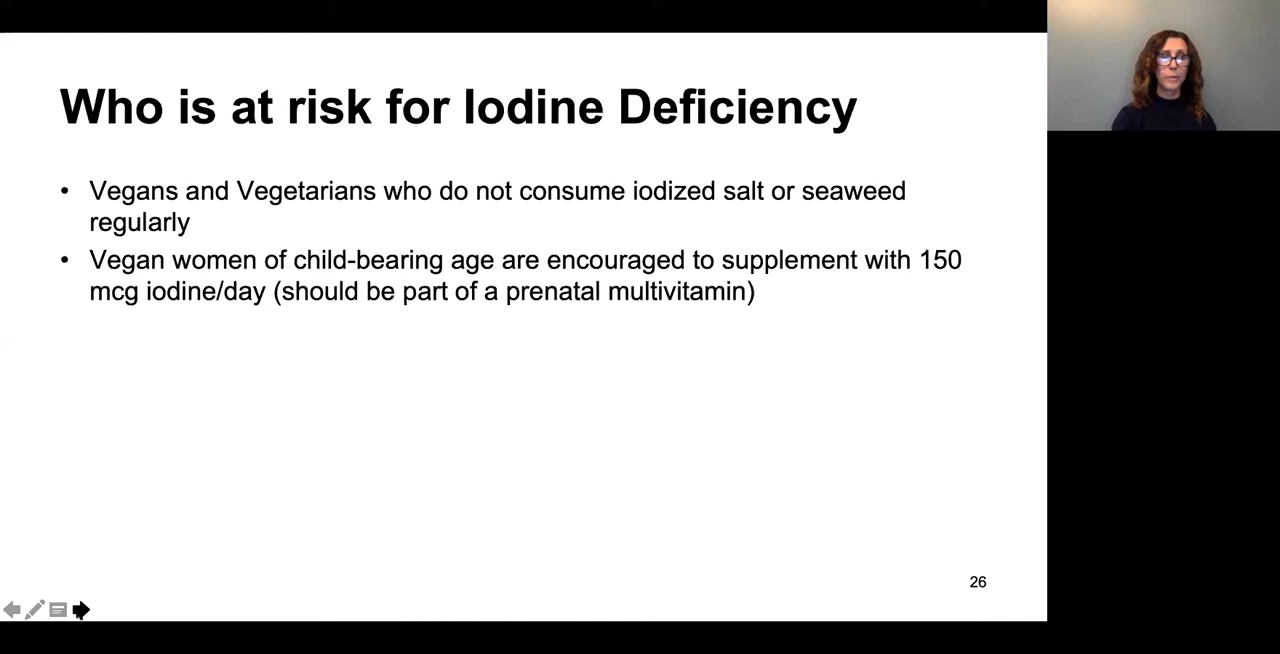 Who is at risk for Iodine Deficiency
• Vegans and Vegetarians who do not consume iodized salt or seaweed
regularly
• Vegan women of child-bearing age are encouraged to supplement with 150
mcg iodine/day (should be part of a prenatal multivitamin)
26